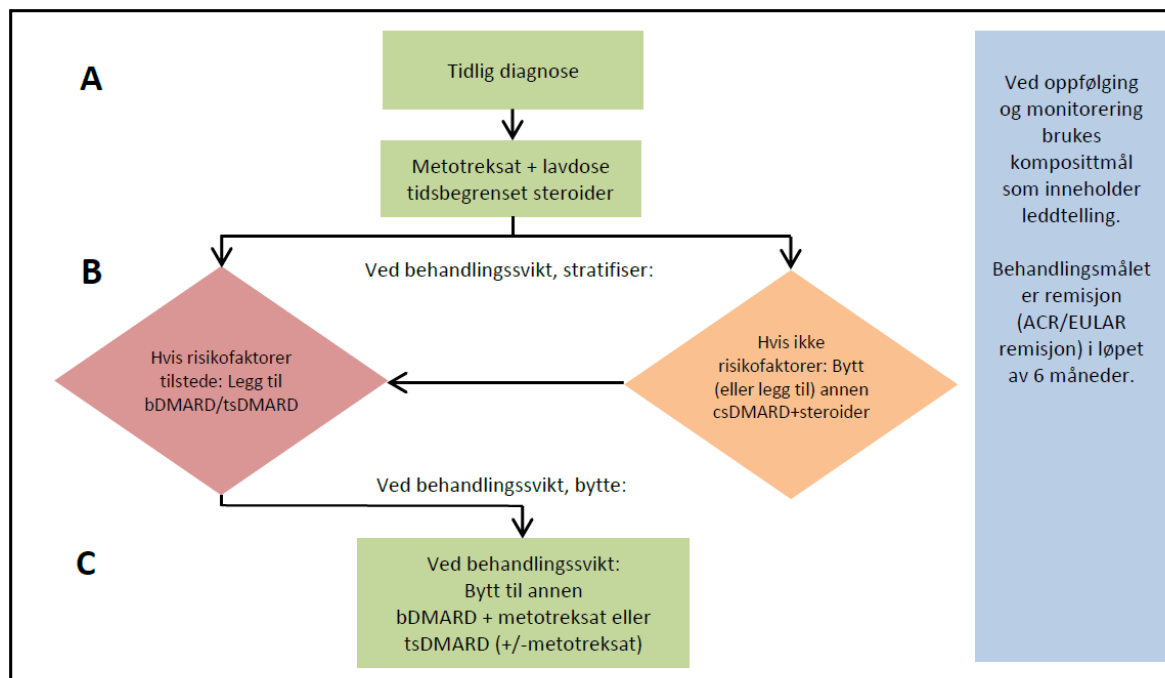 A
Tidlig diagnose
Metotreksat + lavdose
tidsbegrenset steroider
B
Ved behandlingssvikt, stratifiser:
Hvis risikofaktorer
tilstede: Legg til
bDMARD/tsDMARD
Hvis ikke
risikofaktorer: Bytt
(eller legg til) annen
csDMARD+steroider
Ved behandlingssvikt, bytte:
C
Ved behandlingssvikt:
Bytt til annen
bDMARD + metotreksat eller
tsDMARD (+/-metotreksat)
Ved oppfølging
og monitorering
brukes
komposittmål
som inneholder
leddtelling.
Behandlingsmålet
er remisjon
(ACR/EULAR
remisjon) i løpet
av 6 måneder.